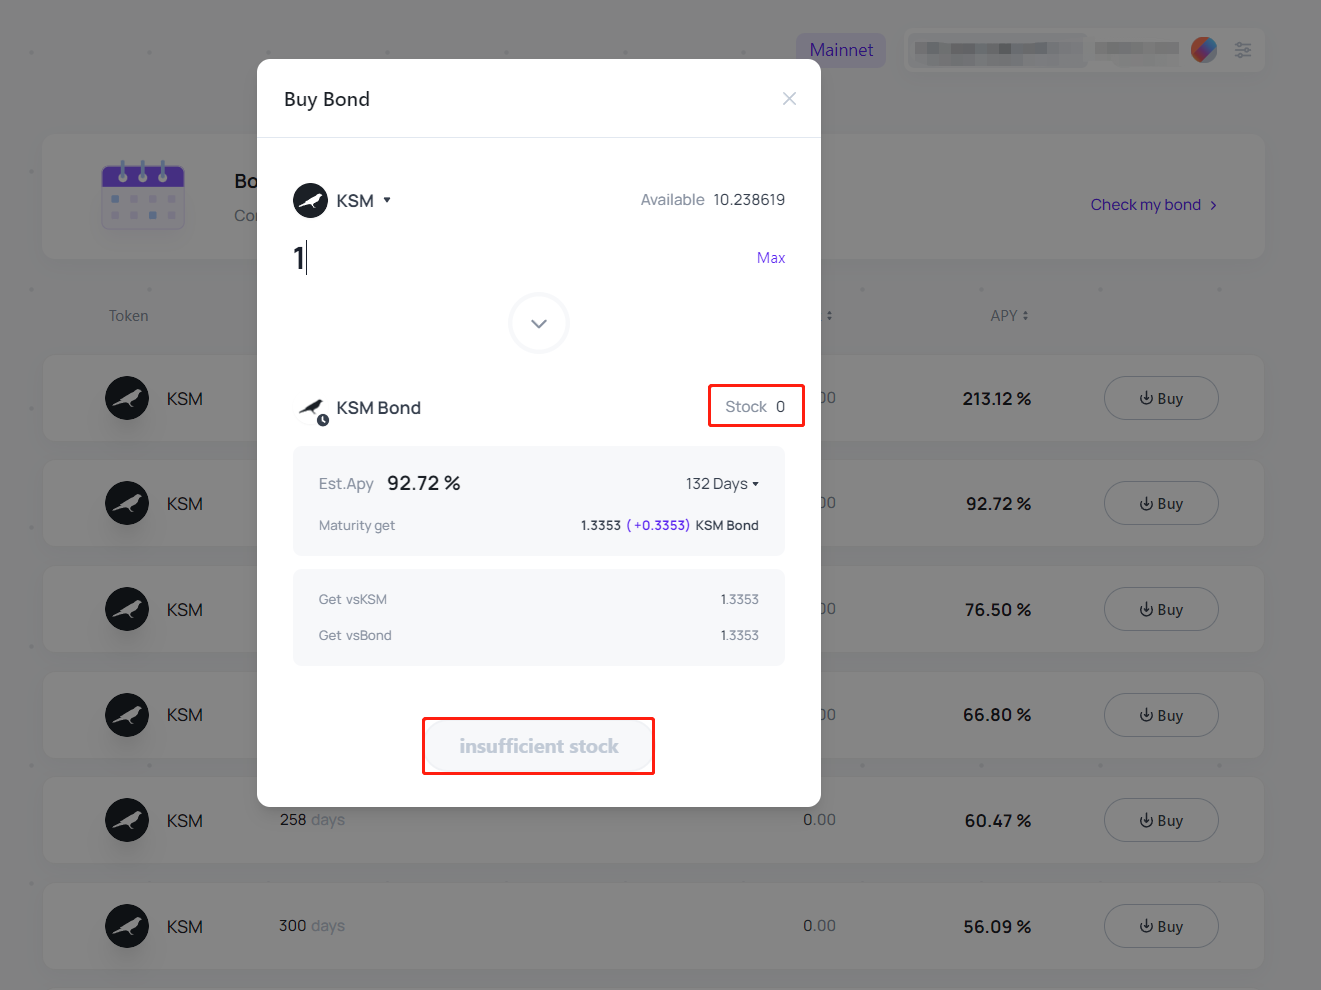 Mainnet
Buy Bond
Bo
Con
Check my bond
KSM
Available 10.238619
1
Max
Token
APY
KSM Bond
Stock 0
KSM
00
213.12 %
Buy
Est.Apy 92.72 %
132 Days
Maturity get
1.3353 (+0.3353) KSM Bond
KSM
00
92.72 %
Buy
Get vsKSM
1.3353
Get vsBond
1.3353
KSM
00
76.50 %
Buy
KSM
00
66.80 %
Buy
insufficient stock
KSM
258 days
0.00
60.47 %
Buy
KSM
300 days
0.00
56.09 %
Buy